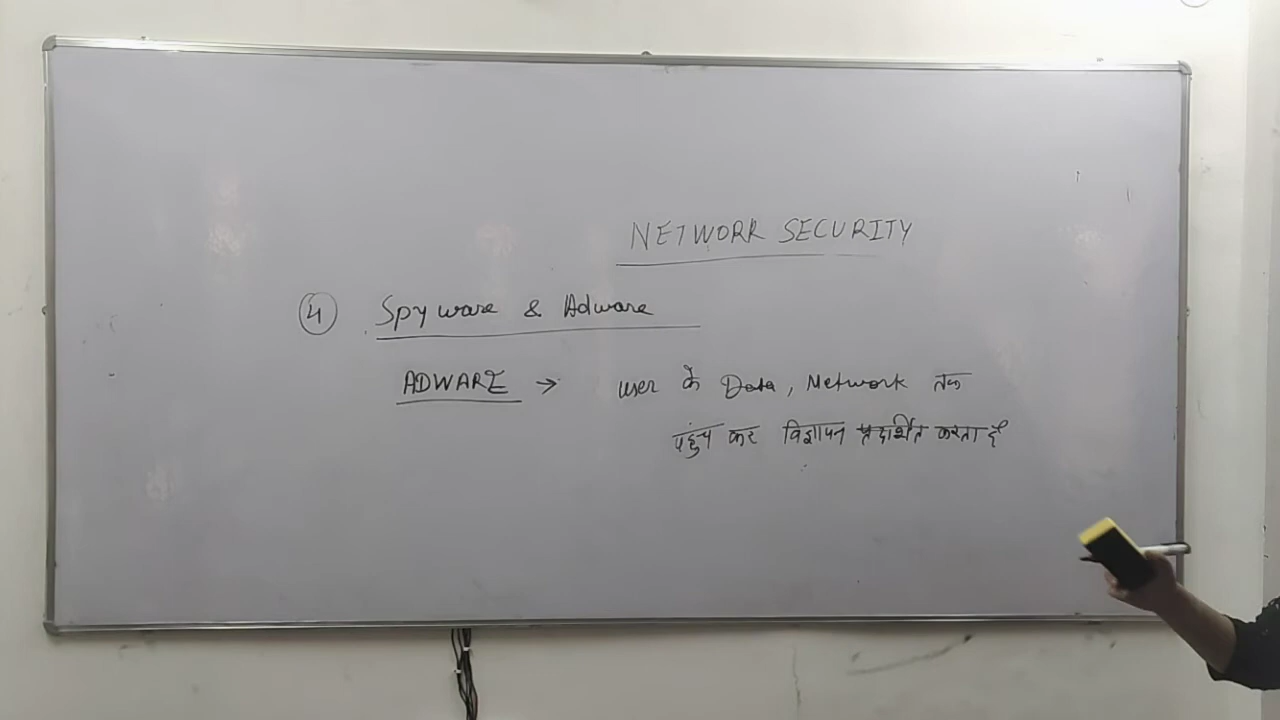 NETWORK SECURITY
4 Spyware & Adware
ADWARE → user के Data, Network तक
पहुंच कर विज्ञापन प्रदर्शित करता है